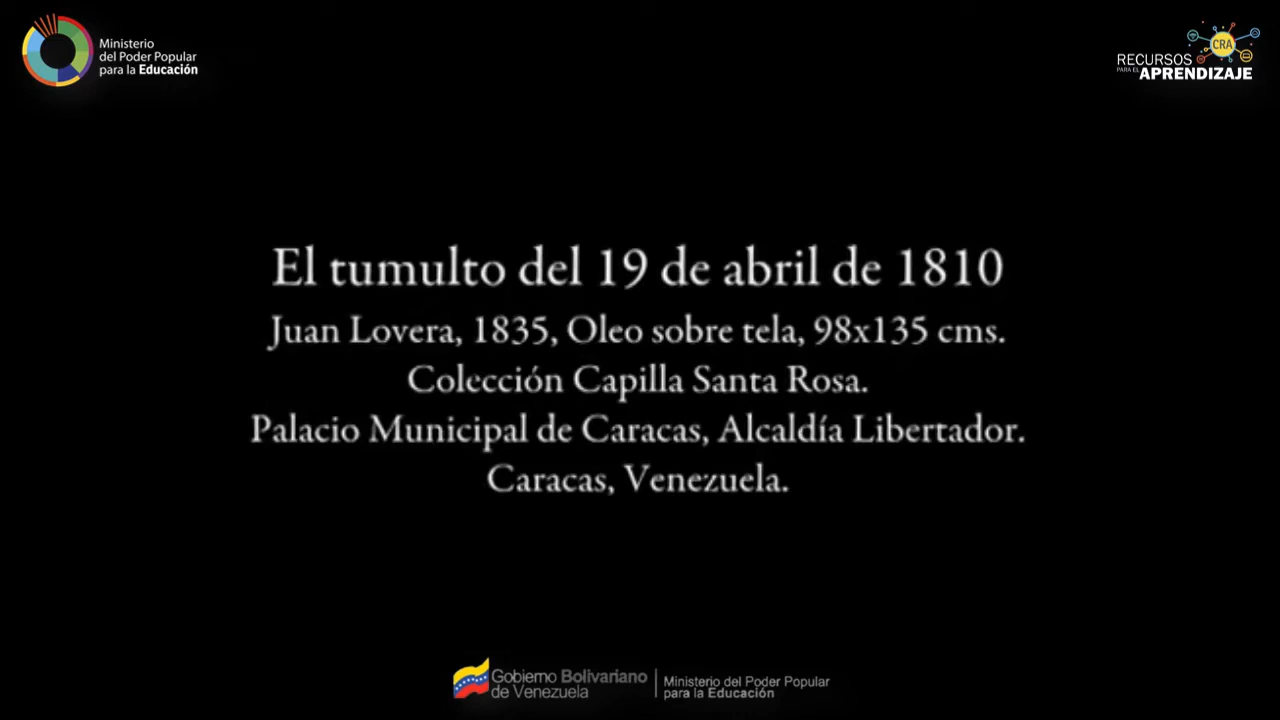 Ministerio
del Poder Popular
para la Educación
CRA
RECURSOS
PARA EL APRENDIZAJE
El tumulto del 19 de abril de 1810
Juan Lovera, 1835, Oleo sobre tela, 98x135 cms.
Colección Capilla Santa Rosa.
Palacio Municipal de Caracas, Alcaldía Libertador.
Caracas, Venezuela.
Gobierno Bolivariano
de Venezuela
Ministerio del Poder Popular
para la Educación